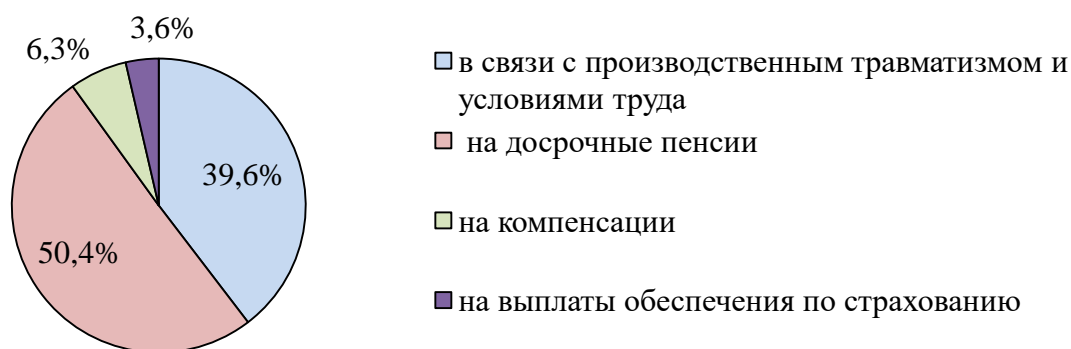 3,6%
6,3%
39,6%
50,4%
в связи с производственным травматизмом и
условиями труда
на досрочные пенсии
на компенсации
на выплаты обеспечения по страхованию